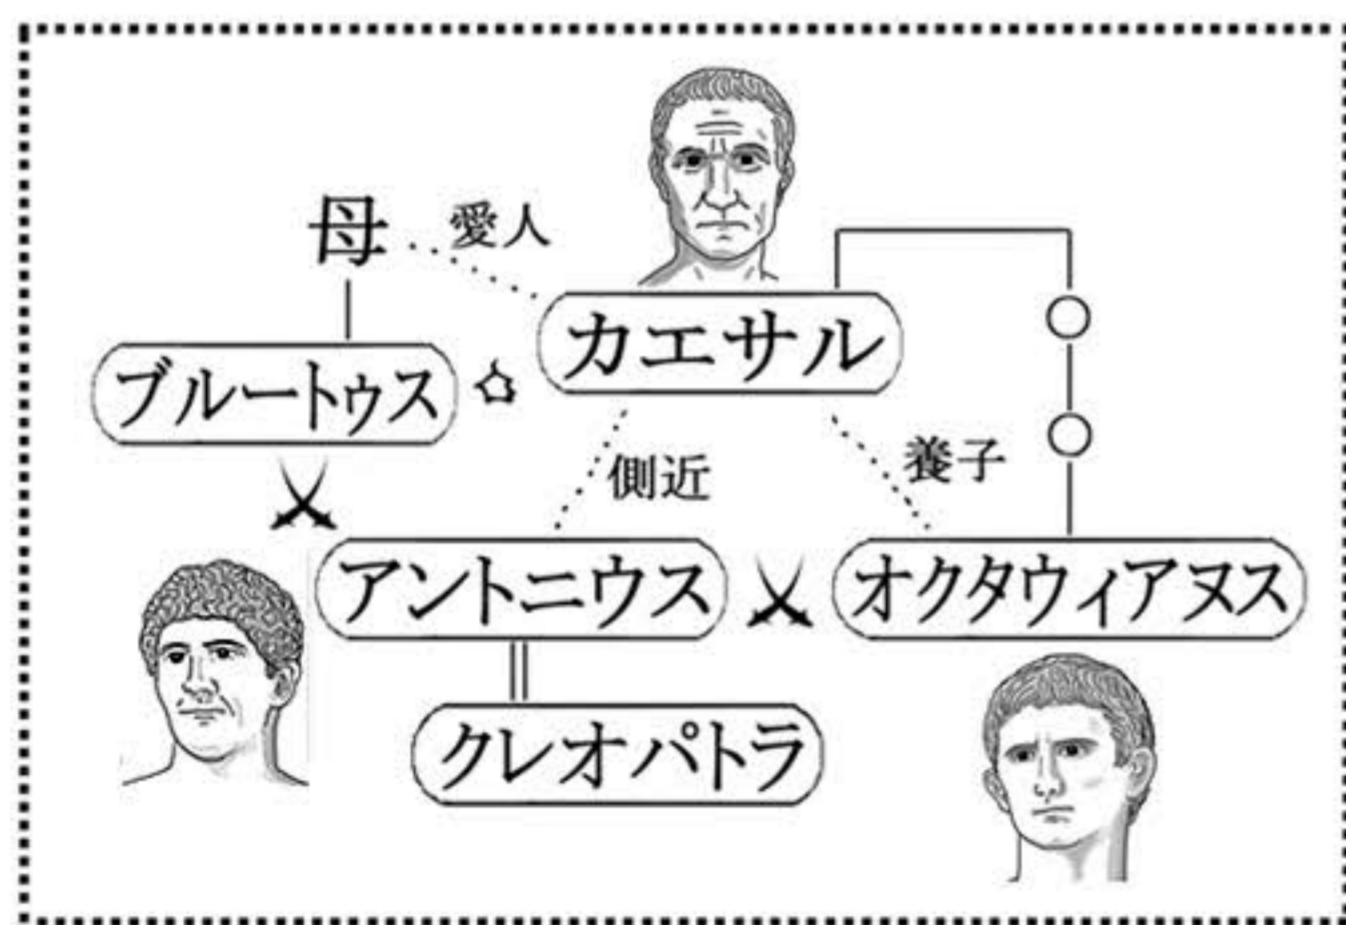 母
愛人
カエサル
ブルートゥス
側近
養子
アントニウス
オクタウィアヌス
クレオパトラ